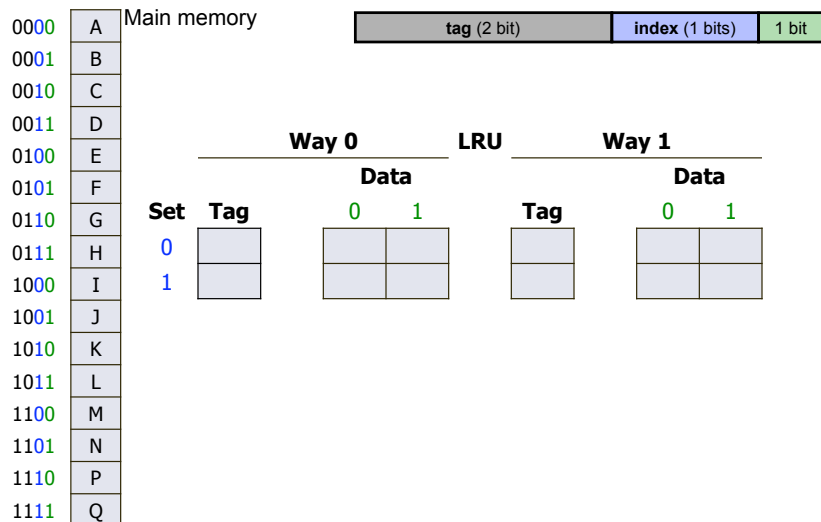 Main memory
tag (2 bit) index (1 bits) 1 bit
0000 A
0001 B
0010 C
0011 D
0100 E
0101 F
0110 G
0111 H
1000 I
1001 J
1010 K
1011 L
1100 M
1101 N
1110 P
1111 Q
Way 0 LRU Way 1
Data Data
Set Tag 0 1 Tag 0 1
0
1